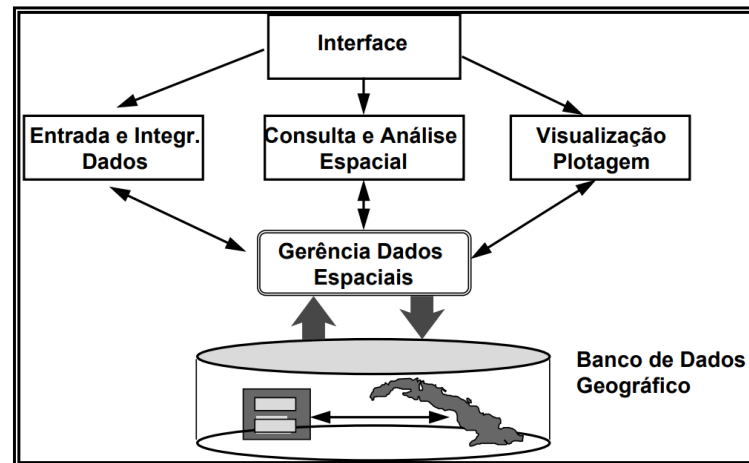 Interface
Entrada e Integr.
Dados
Consulta e Análise
Espacial
Visualização
Plotagem
Gerência Dados
Espaciais
Banco de Dados
Geográfico